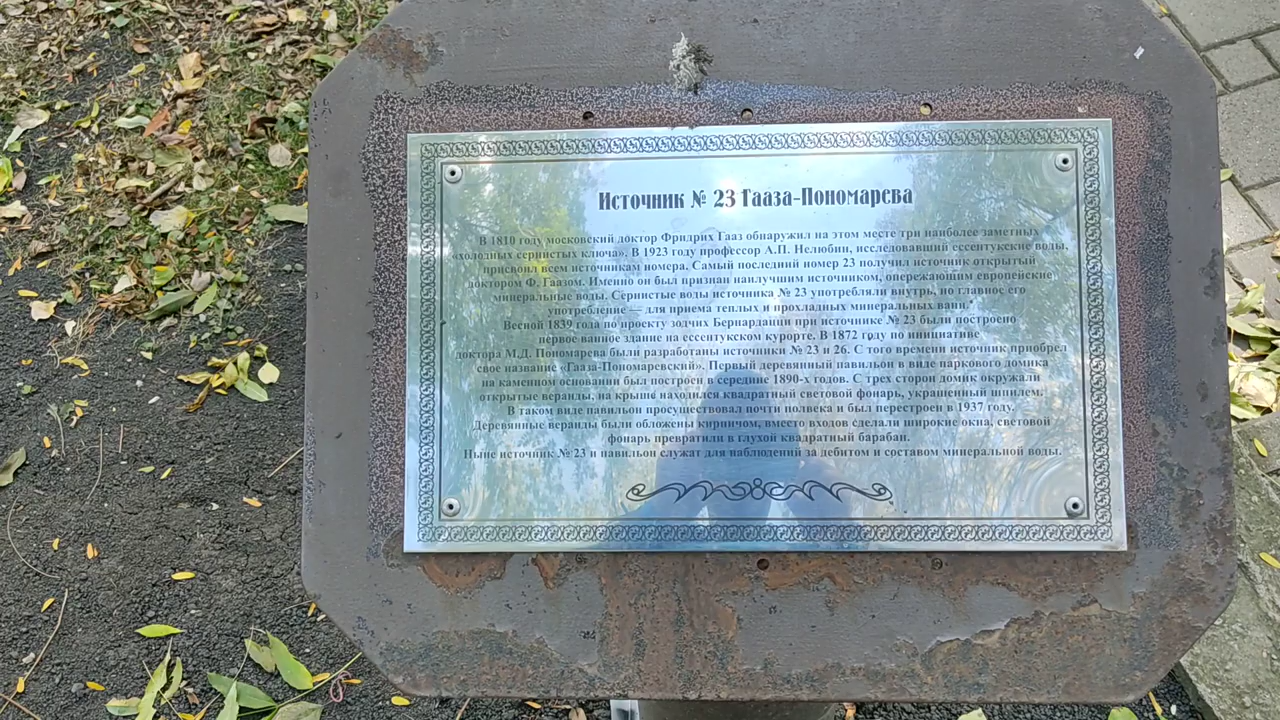 Источник № 23 Гааза-Пономарева
В 1810 году московский доктор Фридрих Гааз обнаружил на этом месте три наиболее заметных
«холодных сернистых ключа». В 1923 году профессор А.П. Нелюбин, исследовавший ессентукские воды,
присвоил всем источникам номера. Самый последний номер 23 получил источник открытый
доктором Ф. Гаазом. Именно он был признан наилучшим источником, опережающим европейские
минеральные воды. Сернистые воды источника № 23 употребляли внутрь, но главное его
употребление — для приема теплых и прохладных минеральных ванн.
Весной 1839 года по проекту зодчих Бернардацци при источнике № 23 были построено
первое ванное здание на ессентукском курорте. В 1872 году по инициативе
доктора М.Д. Пономарева были разработаны источники № 23 и 26. С того времени источник приобрел
свое название «Гааза-Пономаревский». Первый деревянный павильон в виде паркового домика
на каменном основании был построен в середине 1890-х годов. С трех сторон домик окружали
открытые веранды, на крыше находился квадратный световой фонарь, украшенный шпилем.
В таком виде павильон просуществовал почти полвека и был перестроен в 1937 году.
Деревянные веранды были обложены кирпичом, вместо входов сделали широкие окна, световой
фонарь превратили в глухой квадратный барабан.
Ныне источник № 23 и павильон служат для наблюдений за дебитом и составом минеральной воды.